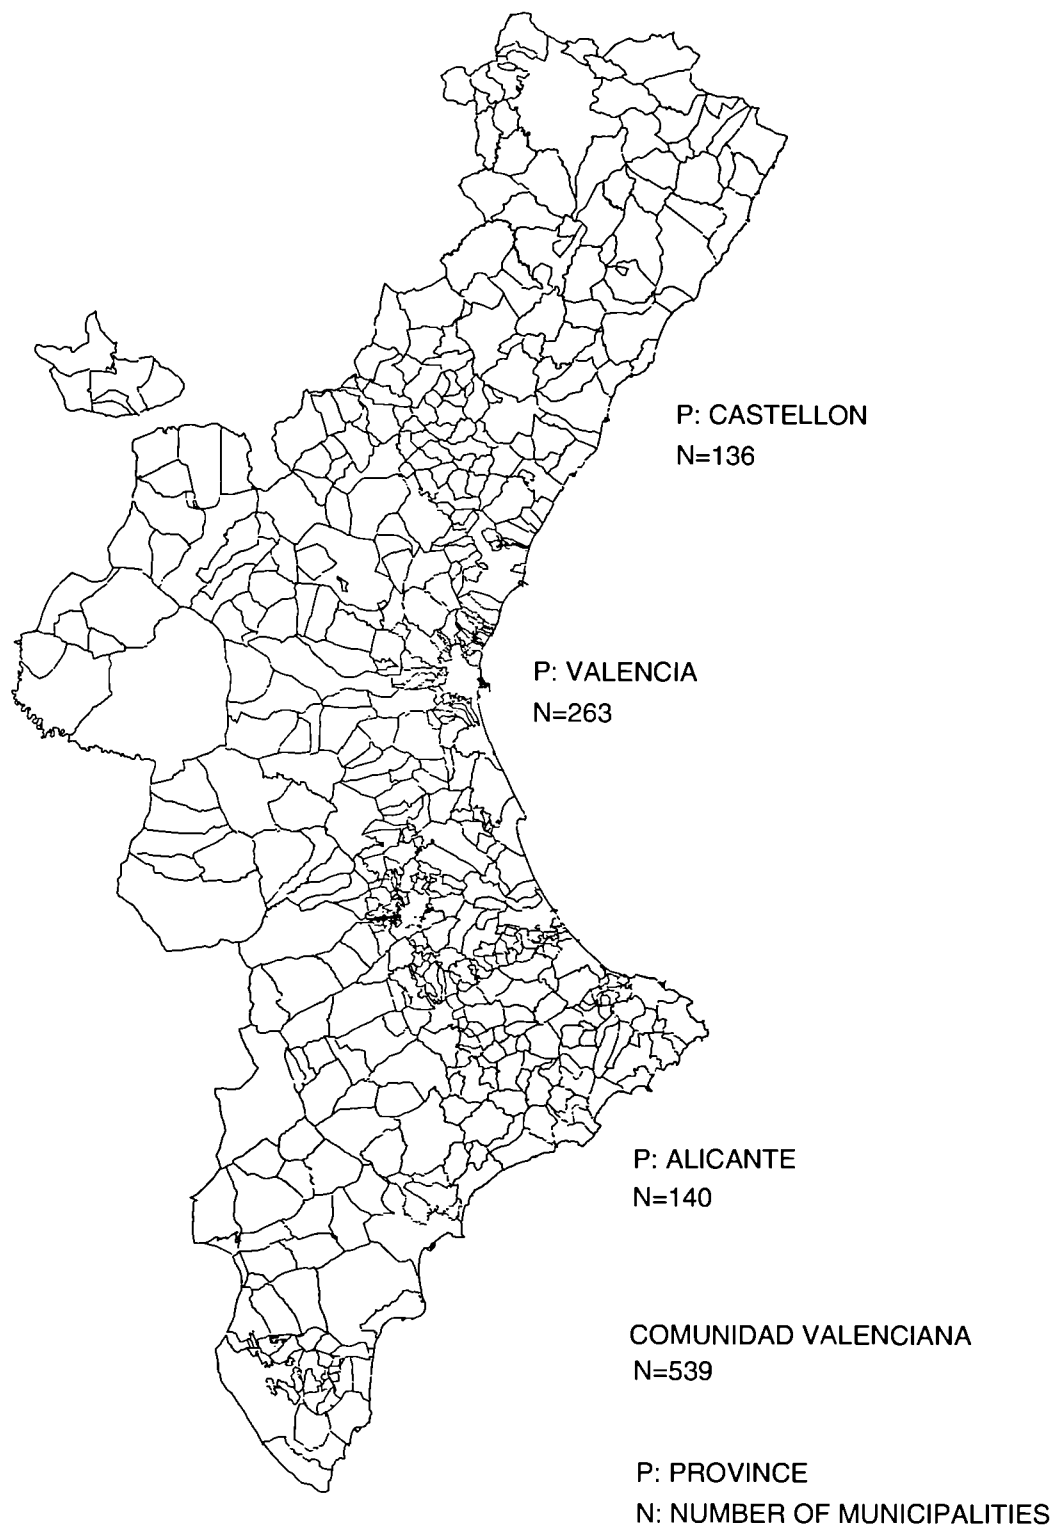 P: CASTELLON
N=136
P: VALENCIA
N=263
P: ALICANTE
N=140
COMUNIDAD VALENCIANA
N=539
P: PROVINCE
N: NUMBER OF MUNICIPALITIES